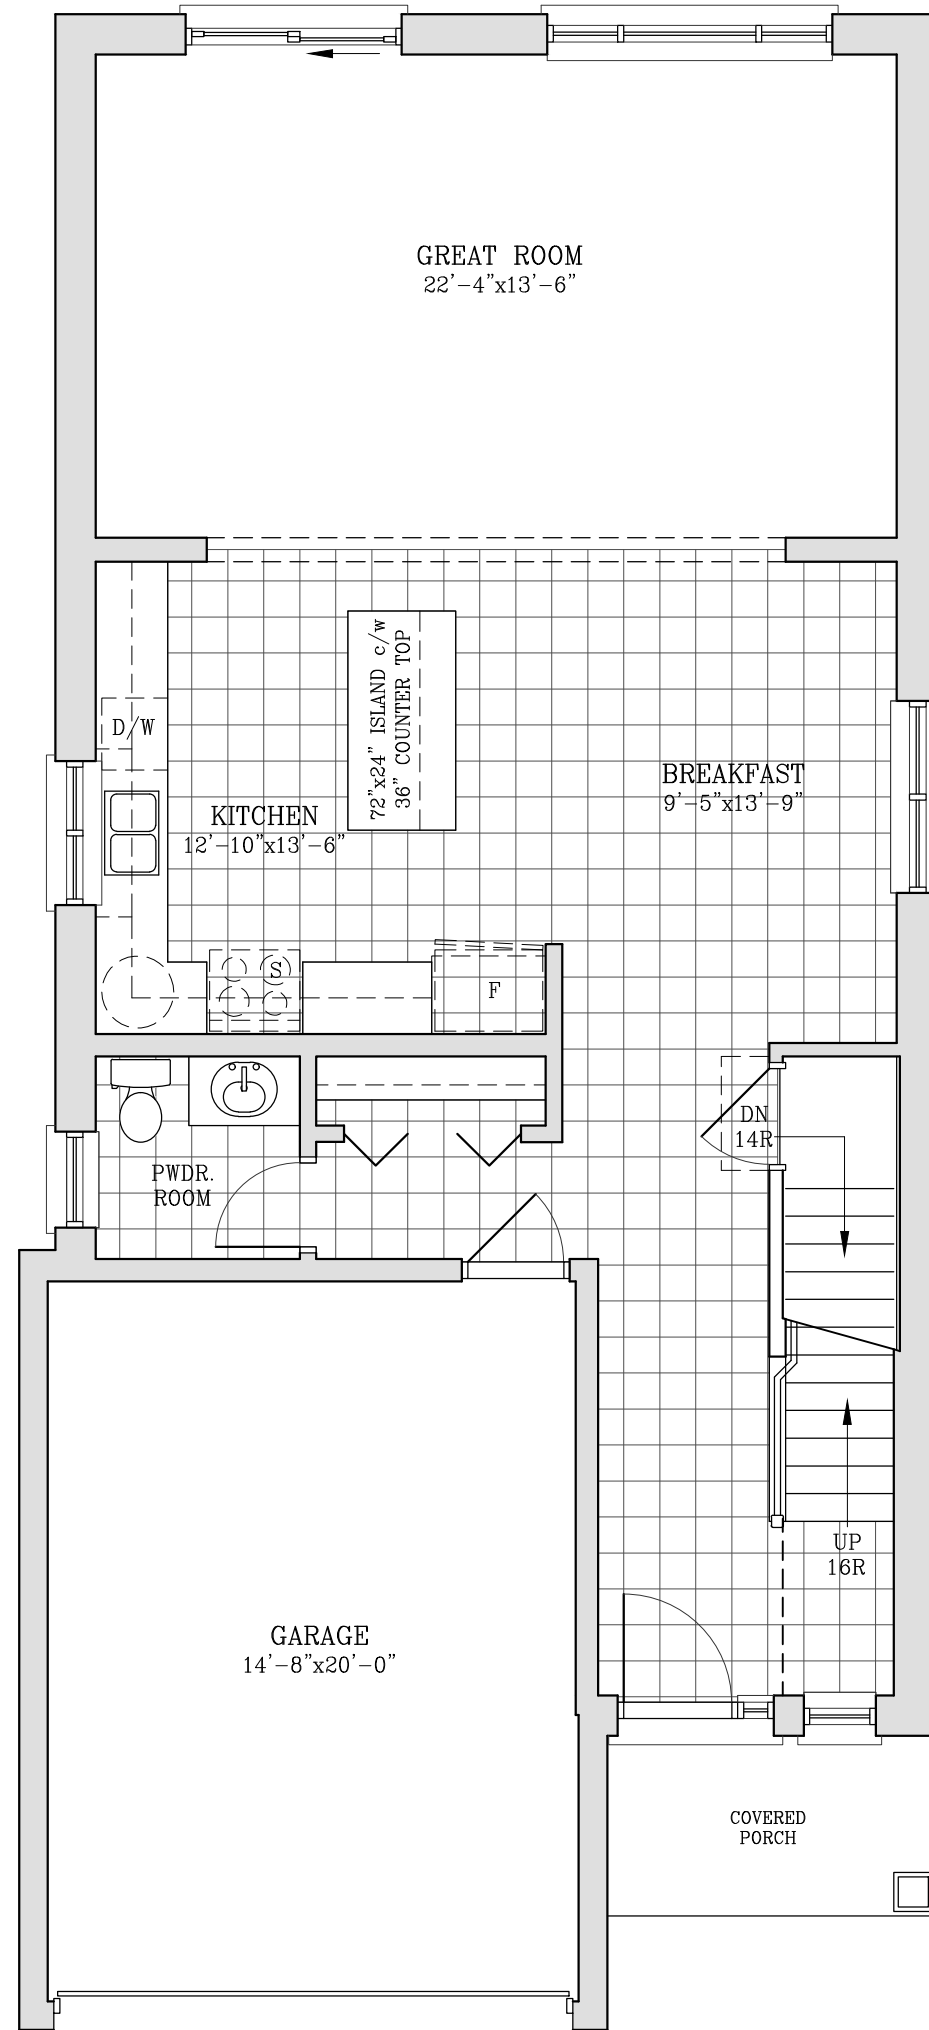 GREAT ROOM
22'-4"x13'-6"
72"x24" ISLAND c/w
36" COUNTER TOP
D/W
BREAKFAST
9'-5"x13'-9"
KITCHEN
12'-10"x13'-6"
S
F
DN
14R
PWDR.
ROOM
UP
16R
GARAGE
14'-8"x20'-0"
COVERED
PORCH